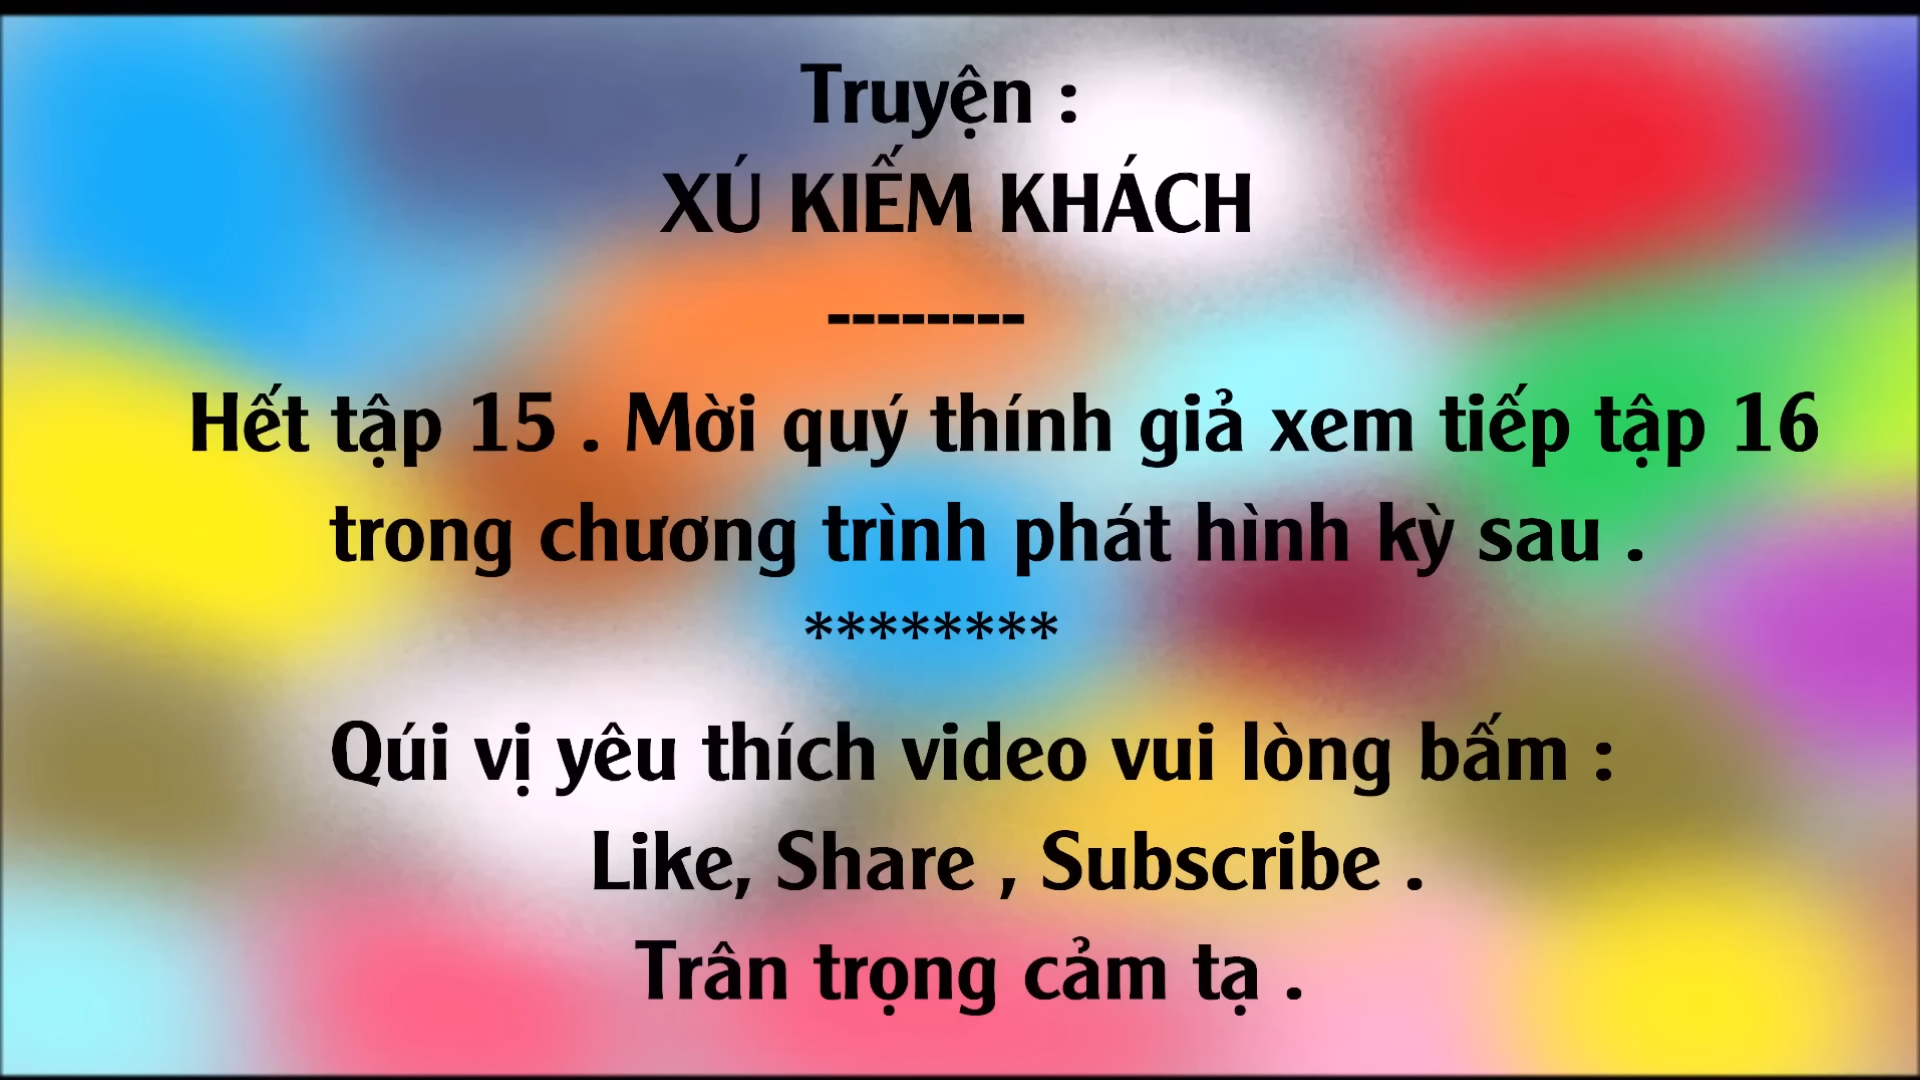 Truyện :
XÚ KIẾM KHÁCH
--------
Hết tập 15 . Mời quý thính giả xem tiếp tập 16
trong chương trình phát hình kỳ sau .
********
Qúi vị yêu thích video vui lòng bấm :
Like, Share , Subscribe .
Trân trọng cảm tạ .